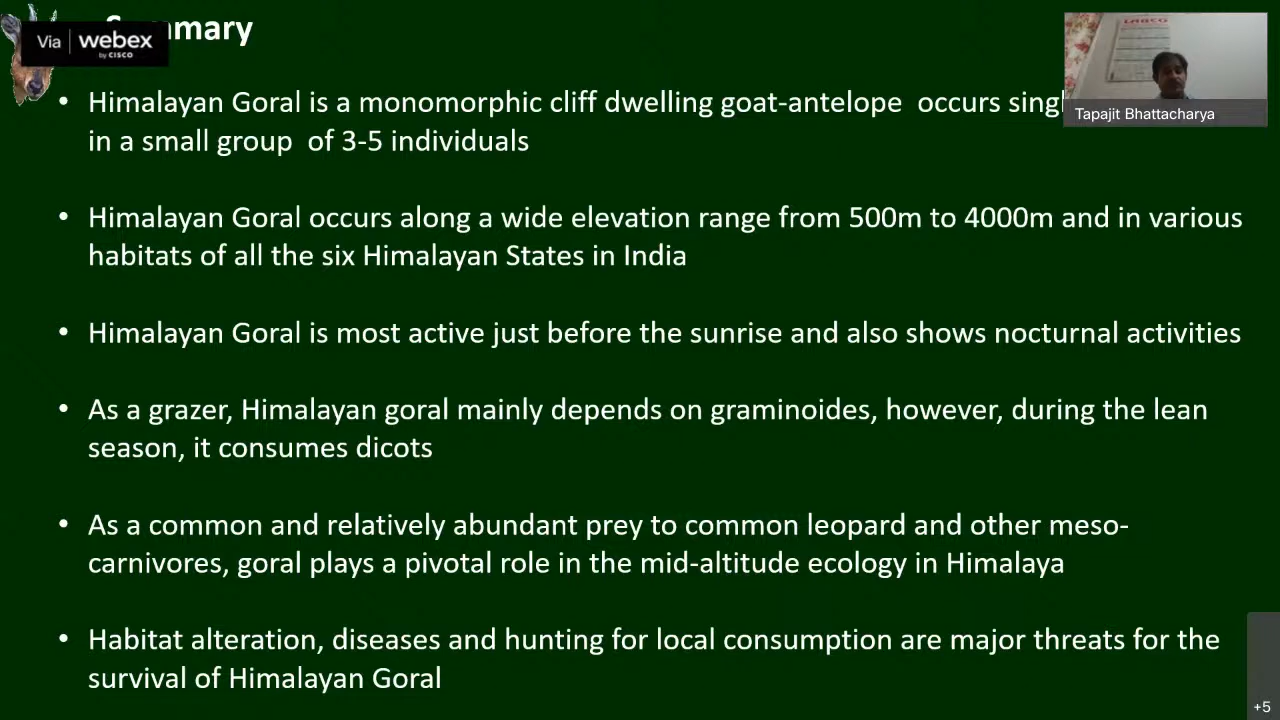 mmary
Via webex
by CISCO
Tapajit Bhattacharya
• Himalayan Goral is a monomorphic cliff dwelling goat-antelope occurs
in a small group of 3-5 individuals
• Himalayan Goral occurs along a wide elevation range from 500m to 4000m and in various
habitats of all the six Himalayan States in India
• Himalayan Goral is most active just before the sunrise and also shows nocturnal activities
• As a grazer, Himalayan goral mainly depends on graminoides, however, during the lean
season, it consumes dicots
• As a common and relatively abundant prey to common leopard and other meso-
carnivores, goral plays a pivotal role in the mid-altitude ecology in Himalaya
• Habitat alteration, diseases and hunting for local consumption are major threats for the
survival of Himalayan Goral
+5